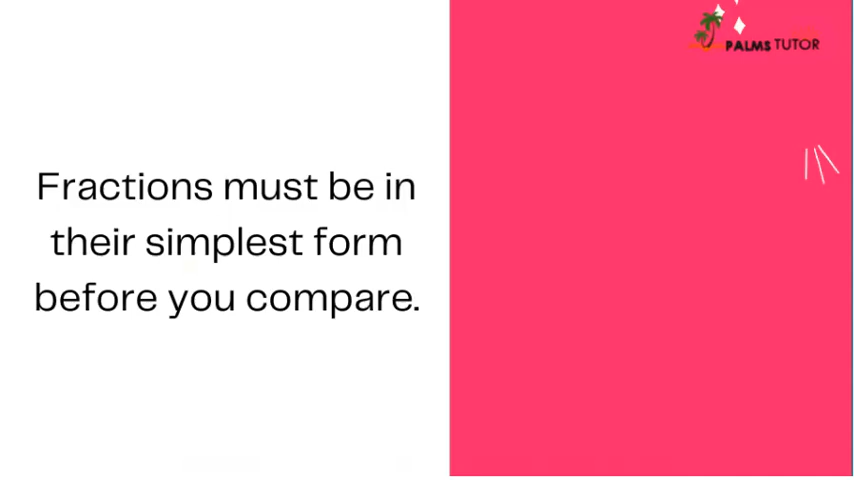 PALMS TUTOR
Fractions must be in
their simplest form
before you compare.